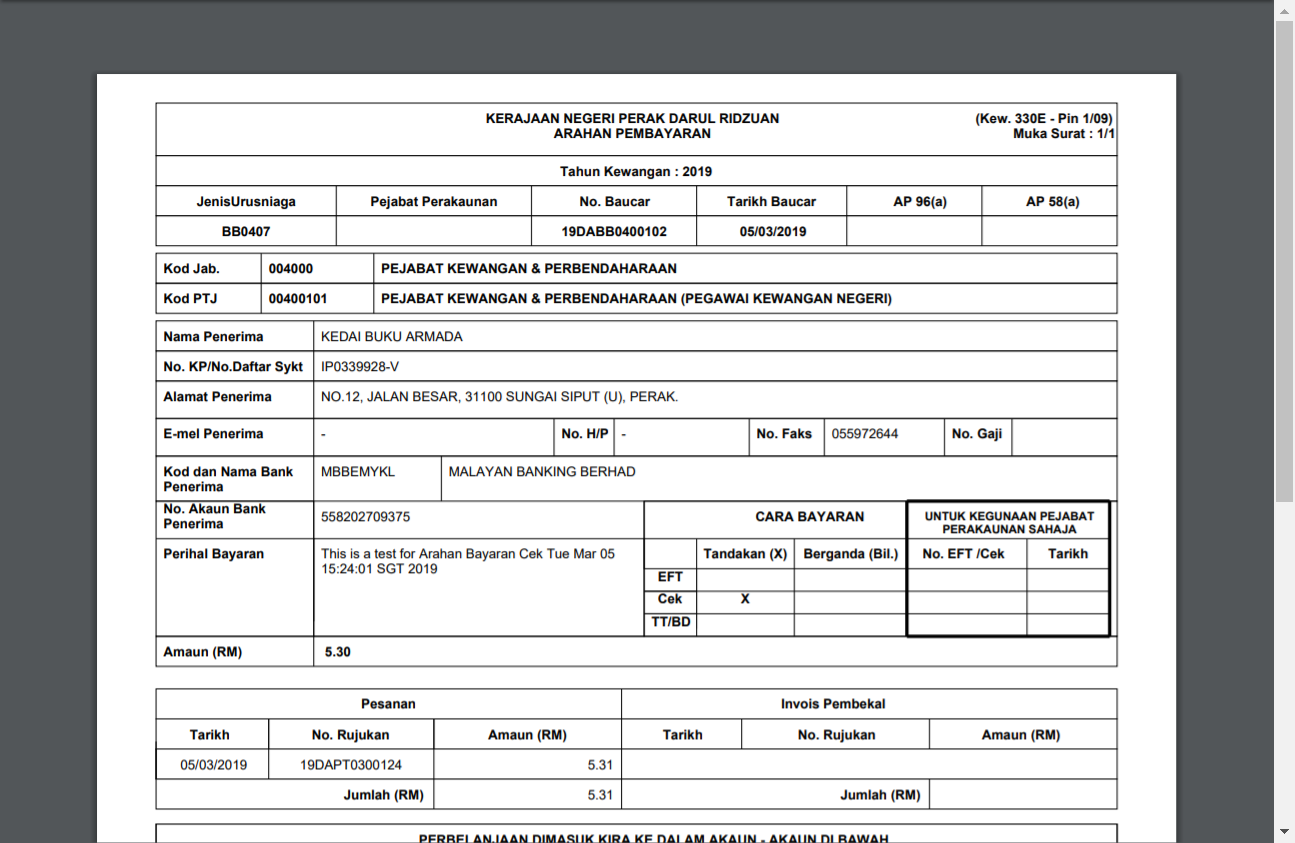 KERAJAAN NEGERI PERAK DARUL RIDZUAN
ARAHAN PEMBAYARAN
(Kew. 330E - Pin 1/09)
Muka Surat : 1/1
Tahun Kewangan : 2019
JenisUrusniaga Pejabat Perakaunan No. Baucar Tarikh Baucar AP 96(a) AP 58(a)
BB0407 19DABB0400102 05/03/2019
Kod Jab. 004000 PEJABAT KEWANGAN & PERBENDAHARAAN
Kod PTJ 00400101 PEJABAT KEWANGAN & PERBENDAHARAAN (PEGAWAI KEWANGAN NEGERI)
Nama Penerima KEDAI BUKU ARMADA
No. KP/No.Daftar Sykt IP0339928-V
Alamat Penerima NO.12, JALAN BESAR, 31100 SUNGAI SIPUT (U), PERAK.
E-mel Penerima - No. H/P - No. Faks 055972644 No. Gaji
Kod dan Nama Bank Penerima MBBEMYKL MALAYAN BANKING BERHAD
No. Akaun Bank Penerima 558202709375
CARA BAYARAN
UNTUK KEGUNAAN PEJABAT
PERAKAUNAN SAHAJA
Perihal Bayaran This is a test for Arahan Bayaran Cek Tue Mar 05
15:24:01 SGT 2019
Tandakan (X) Berganda (Bil.) No. EFT /Cek Tarikh
EFT
Cek X
TT/BD
Amaun (RM) 5.30
Pesanan Invois Pembekal
Tarikh No. Rujukan Amaun (RM) Tarikh No. Rujukan Amaun (RM)
05/03/2019 19DAPT0300124 5.31
Jumlah (RM) 5.31 Jumlah (RM)
PERBELANJAAN DIMASUK KIRA KE DALAM AKAUN - AKAUN DI BAWAH